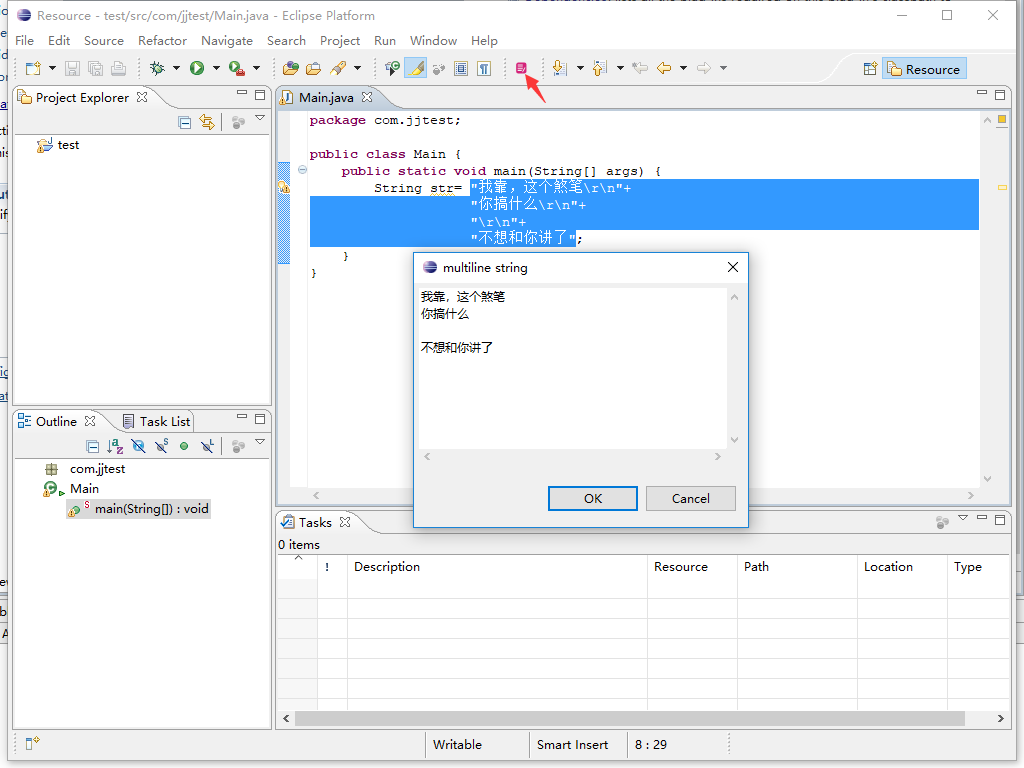 Resource - test/src/com/jjtest/Main.java - Eclipse Platform
File Edit Source Refactor Navigate Search Project Run Window Help
Resource
Project Explorer
test
Main.java
package com.jjtest;
public class Main {
public static void main(String[] args) {
String str= "我靠，这个煞笔\r\n"+
"你搞什么\r\n"+
"\r\n"+
"不想和你讲了";
}
}
multiline string
我靠，这个煞笔
你搞什么
不想和你讲了
OK Cancel
Outline Task List
com.jjtest
Main
main(String[]) : void
Tasks
0 items
! Description Resource Path Location Type
Writable Smart Insert 8 : 29